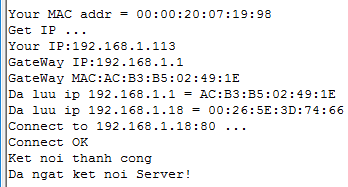 Your MAC addr = 00:00:20:07:19:98
Get IP ...
Your IP:192.168.1.113
GateWay IP:192.168.1.1
GateWay MAC:AC:B3:B5:02:49:1E
Da luu ip 192.168.1.1 = AC:B3:B5:02:49:1E
Da luu ip 192.168.1.18 = 00:26:5E:3D:74:66
Connect to 192.168.1.18:80 ...
Connect OK
Ket noi thanh cong
Da ngat ket noi Server!